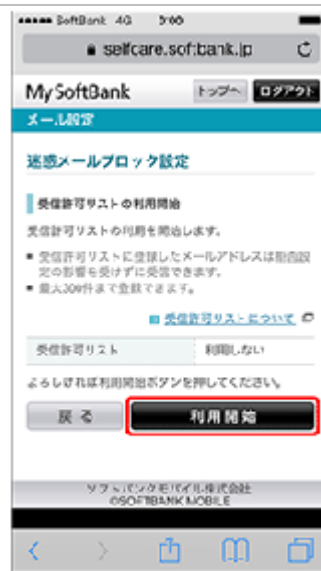 SoftBank 4G 5:00
selfcare.softbank.jp
My SoftBank トップへ ログアウト
メール設定
迷惑メールブロック設定
受信許可リストの利用開始
受信許可リストの利用を開始します。
■ 受信許可リストに登録したメールアドレスは他の設
定の影響を受けずに受信できます。
■ 最大300件まで登録できます。
受信許可リストについて
受信許可リスト 利用しない
よろしければ利用開始ボタンを押してください。
戻る 利用開始
ソフトバンクモバイル株式会社
©SOFTBANK MOBILE